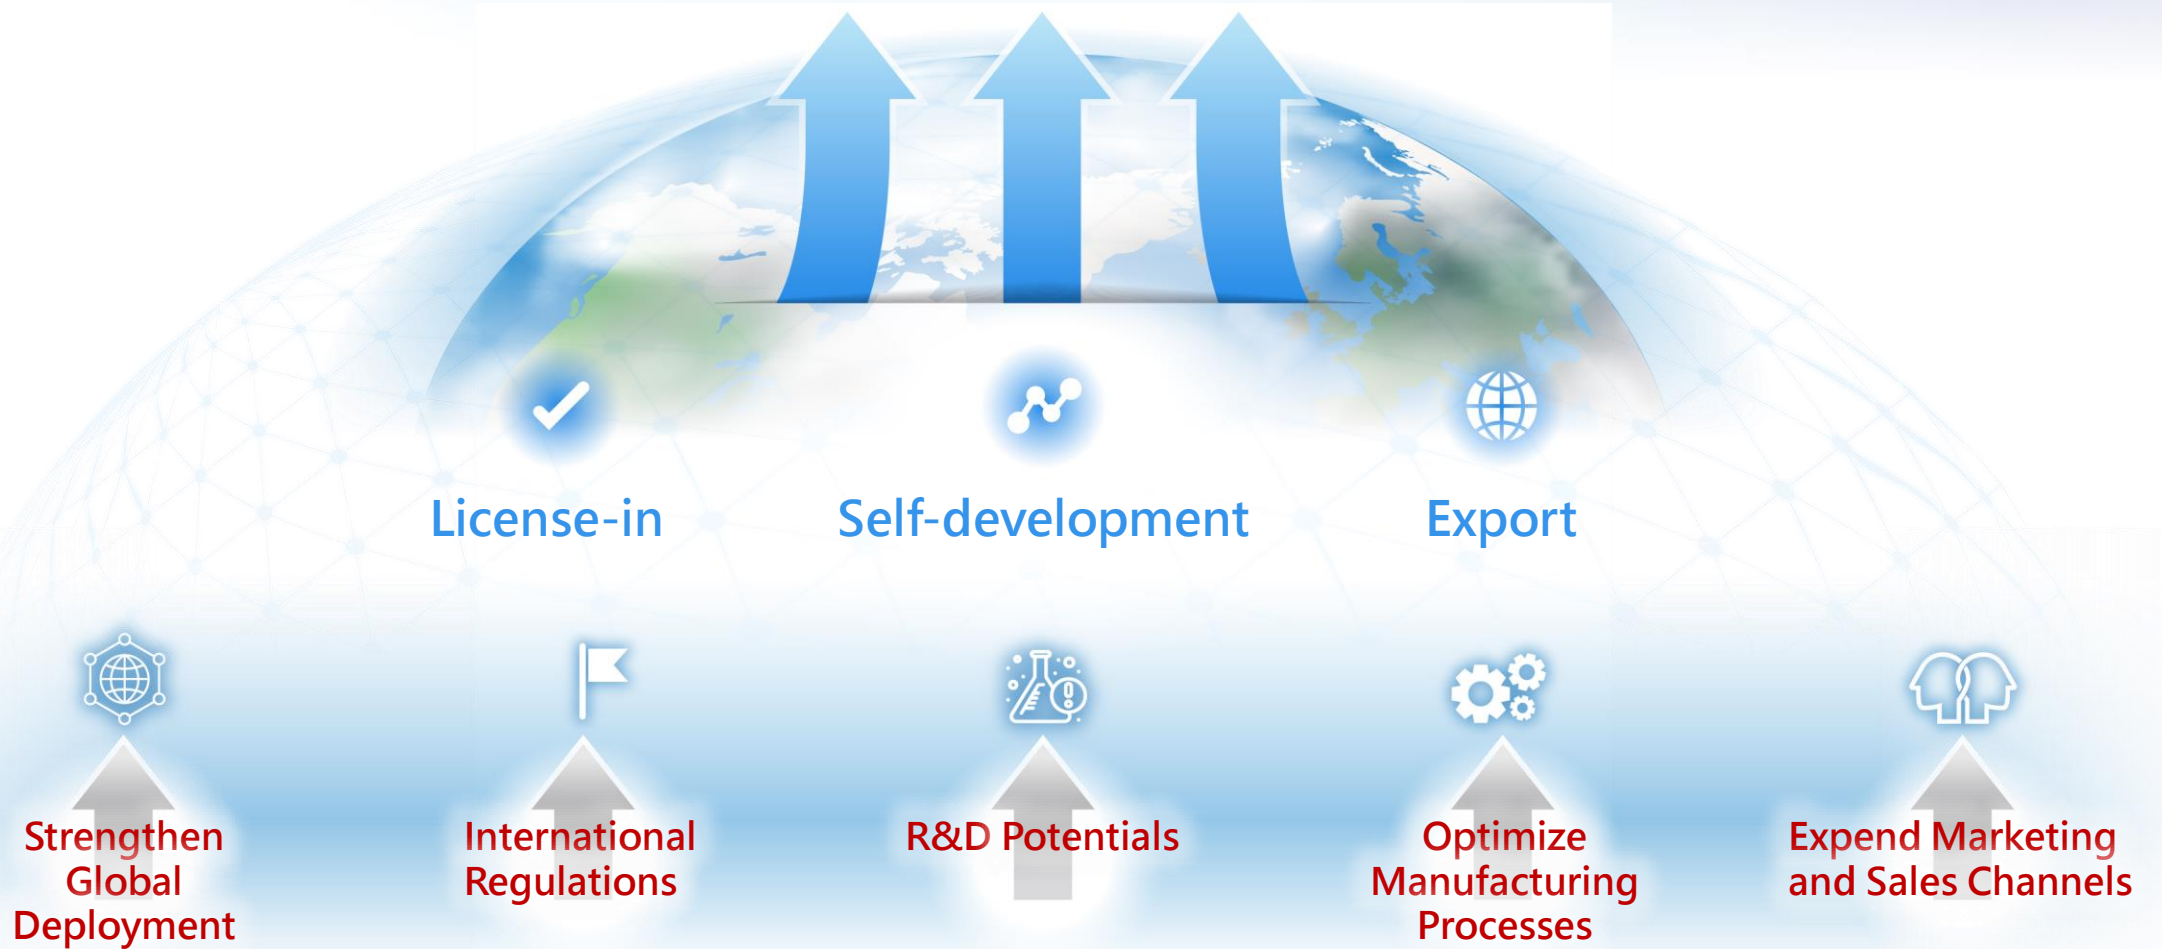 License-in
Self-development
Export
Strengthen
Global
Deployment
International
Regulations
R&D Potentials
Optimize
Manufacturing
Processes
Expend Marketing
and Sales Channels